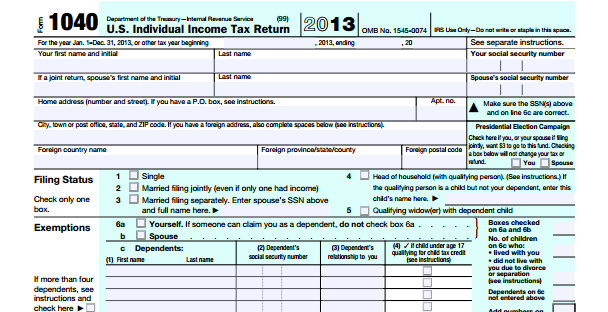 Form 1040 Department of the Treasury—Internal Revenue Service (99) U.S. Individual Income Tax Return 2013 OMB No. 1545-0074 IRS Use Only—Do not write or staple in this space.
For the year Jan. 1–Dec. 31, 2013, or other tax year beginning , 2013, ending , 20 See separate instructions.
Your first name and initial Last name Your social security number
If a joint return, spouse's first name and initial Last name Spouse's social security number
Home address (number and street). If you have a P.O. box, see instructions. Apt. no.
▲ Make sure the SSN(s) above
and on line 6c are correct.
City, town or post office, state, and ZIP code. If you have a foreign address, also complete spaces below (see instructions).
Foreign country name Foreign province/state/county Foreign postal code
Presidential Election Campaign
Check here if you, or your spouse if filing
jointly, want $3 to go to this fund. Checking
a box below will not change your tax or
refund. You Spouse
Filing Status
Check only one
box.
1 Single
2 Married filing jointly (even if only one had income)
3 Married filing separately. Enter spouse's SSN above
and full name here. ▶
4 Head of household (with qualifying person). (See instructions.) If
the qualifying person is a child but not your dependent, enter this
child's name here. ▶
5 Qualifying widow(er) with dependent child
Exemptions
6a Yourself. If someone can claim you as a dependent, do not check box 6a . . . . .
b Spouse . . . . . . . . . . . . . . . . . . . . . . . .
c Dependents:
(1) First name Last name
(2) Dependent's
social security number
(3) Dependent's
relationship to you
(4) ✓ if child under age 17
qualifying for child tax credit
(see instructions)
If more than four
dependents, see
instructions and
check here ▶
Boxes checked
on 6a and 6b
No. of children
on 6c who:
• lived with you
• did not live with
you due to divorce
or separation
(see instructions)
Dependents on 6c
not entered above
Add numbers on